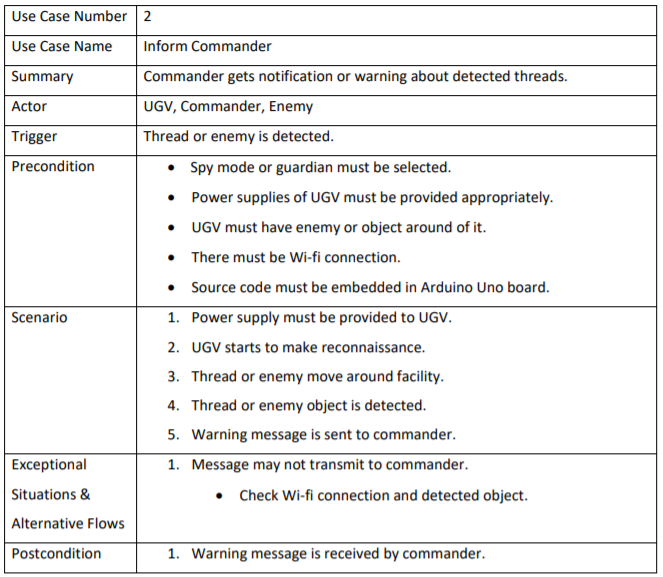 Use Case Number 2
Use Case Name Inform Commander
Summary Commander gets notification or warning about detected threads.
Actor UGV, Commander, Enemy
Trigger Thread or enemy is detected.
Precondition • Spy mode or guardian must be selected.
• Power supplies of UGV must be provided appropriately.
• UGV must have enemy or object around of it.
• There must be Wi-fi connection.
• Source code must be embedded in Arduino Uno board.
Scenario 1. Power supply must be provided to UGV.
2. UGV starts to make reconnaissance.
3. Thread or enemy move around facility.
4. Thread or enemy object is detected.
5. Warning message is sent to commander.
Exceptional 1. Message may not transmit to commander.
Situations & • Check Wi-fi connection and detected object.
Alternative Flows
Postcondition 1. Warning message is received by commander.